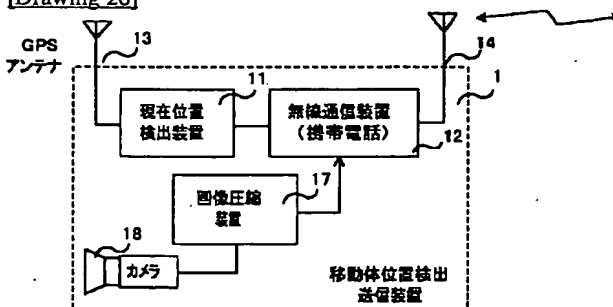 [Drawing 26]
GPS
アンテナ
13
14
1
11
現在位置
検出装置
無線通信装置
(携帯電話)
12
17
画像圧縮
装置
18
カメラ
移動体位置検出
送信装置